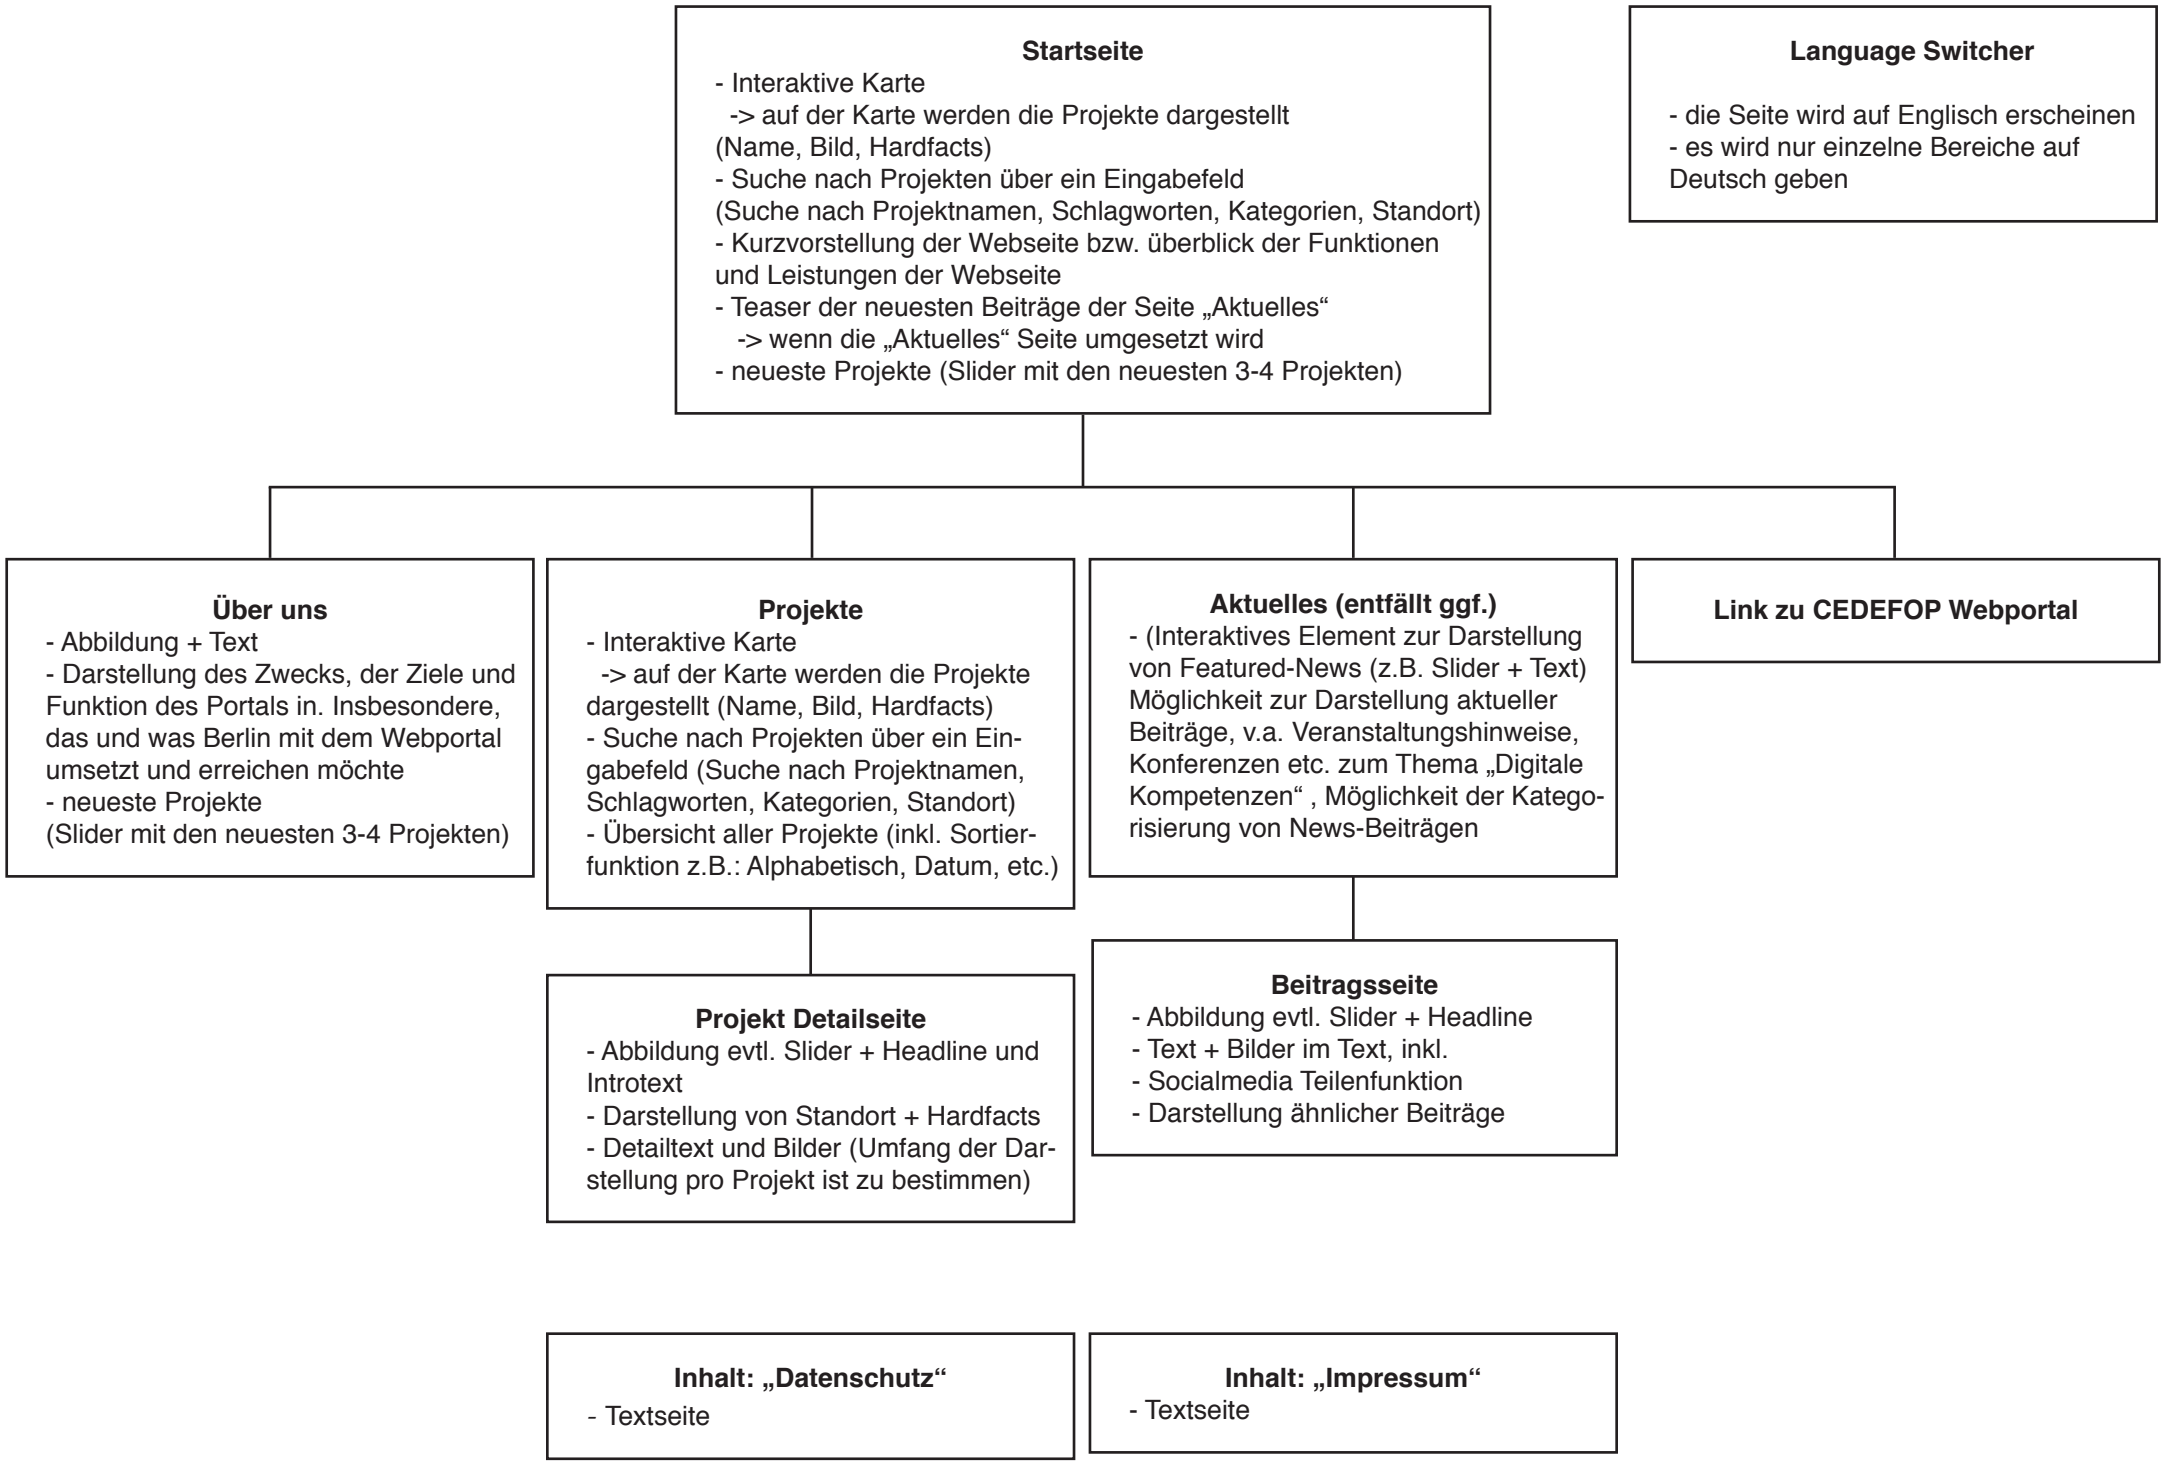 Startseite
- Interaktive Karte
-> auf der Karte werden die Projekte dargestellt
(Name, Bild, Hardfacts)
- Suche nach Projekten über ein Eingabefeld
(Suche nach Projektnamen, Schlagworten, Kategorien, Standort)
- Kurzvorstellung der Webseite bzw. überblick der Funktionen
und Leistungen der Webseite
- Teaser der neuesten Beiträge der Seite „Aktuelles“
-> wenn die „Aktuelles“ Seite umgesetzt wird
- neueste Projekte (Slider mit den neuesten 3-4 Projekten)
Language Switcher
- die Seite wird auf Englisch erscheinen
- es wird nur einzelne Bereiche auf
Deutsch geben
Über uns
- Abbildung + Text
- Darstellung des Zwecks, der Ziele und
Funktion des Portals in. Insbesondere,
das und was Berlin mit dem Webportal
umsetzt und erreichen möchte
- neueste Projekte
(Slider mit den neuesten 3-4 Projekten)
Projekte
- Interaktive Karte
-> auf der Karte werden die Projekte
dargestellt (Name, Bild, Hardfacts)
- Suche nach Projekten über ein Ein-
gabefeld (Suche nach Projektnamen,
Schlagworten, Kategorien, Standort)
- Übersicht aller Projekte (inkl. Sortier-
funktion z.B.: Alphabetisch, Datum, etc.)
Aktuelles (entfällt ggf.)
- (Interaktives Element zur Darstellung
von Featured-News (z.B. Slider + Text)
Möglichkeit zur Darstellung aktueller
Beiträge, v.a. Veranstaltungshinweise,
Konferenzen etc. zum Thema „Digitale
Kompetenzen“ , Möglichkeit der Katego-
risierung von News-Beiträgen
Link zu CEDEFOP Webportal
Projekt Detailseite
- Abbildung evtl. Slider + Headline und
Introtext
- Darstellung von Standort + Hardfacts
- Detailtext und Bilder (Umfang der Dar-
stellung pro Projekt ist zu bestimmen)
Beitragsseite
- Abbildung evtl. Slider + Headline
- Text + Bilder im Text, inkl.
- Socialmedia Teilenfunktion
- Darstellung ähnlicher Beiträge
Inhalt: „Datenschutz“
- Textseite
Inhalt: „Impressum“
- Textseite